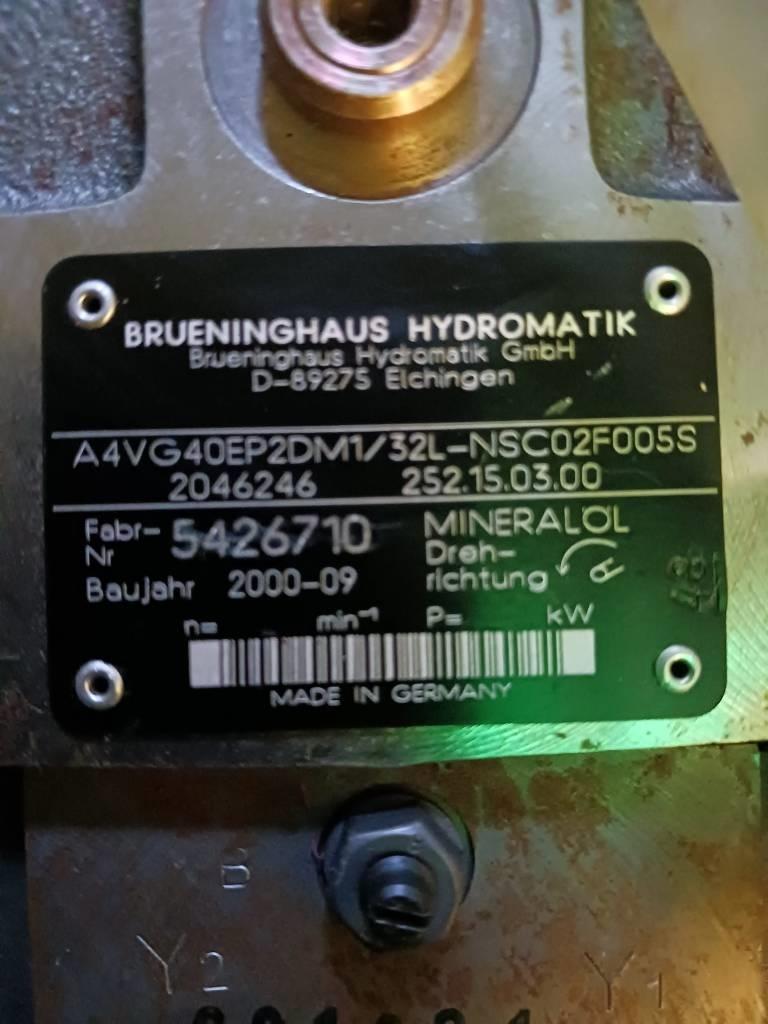 BRUENINGHAUS HYDROMATIK
Brueninghaus Hydromatik GmbH
D-89275 Elchingen
A4VG40EP2DM1/32L-NSC02F005S
2046246 252.15.03.00
Fabr-Nr 5426710 MINERALÖL
Baujahr 2000-09 Dreh-richtung
n= min⁻¹ P= kW
MADE IN GERMANY
48
B
Y2 Y1